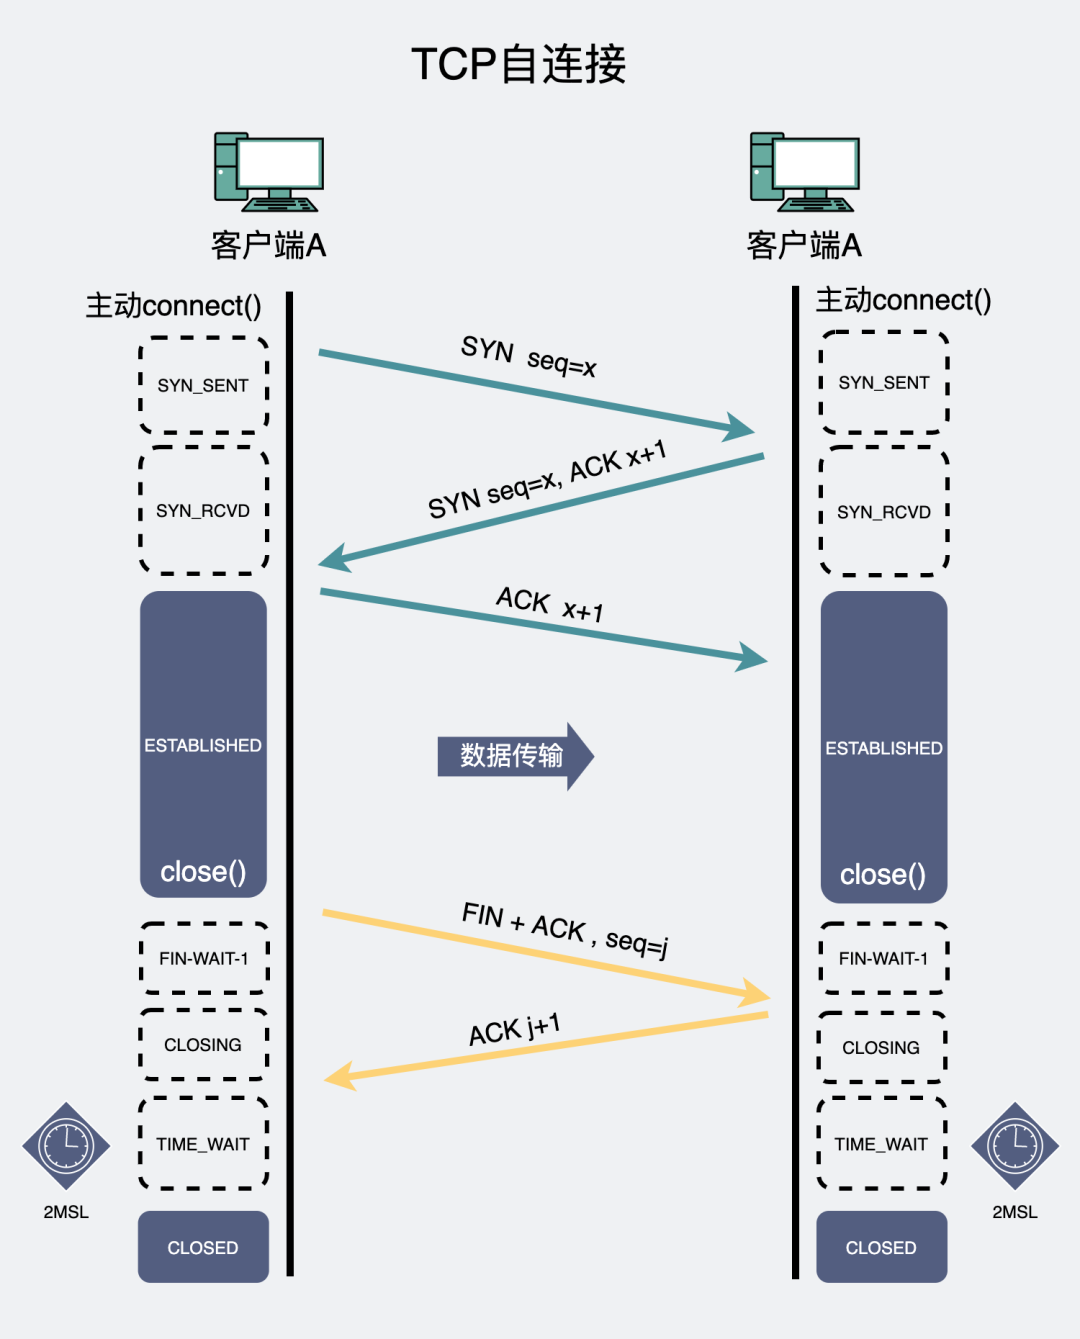 TCP自连接
客户端A
客户端A
主动connect()
主动connect()
SYN seq=x
SYN_SENT
SYN_SENT
SYN seq=x, ACK x+1
SYN_RCVD
SYN_RCVD
ACK x+1
ESTABLISHED
数据传输
ESTABLISHED
close()
close()
FIN + ACK , seq=j
FIN-WAIT-1
FIN-WAIT-1
ACK j+1
CLOSING
CLOSING
TIME_WAIT
TIME_WAIT
2MSL
2MSL
CLOSED
CLOSED